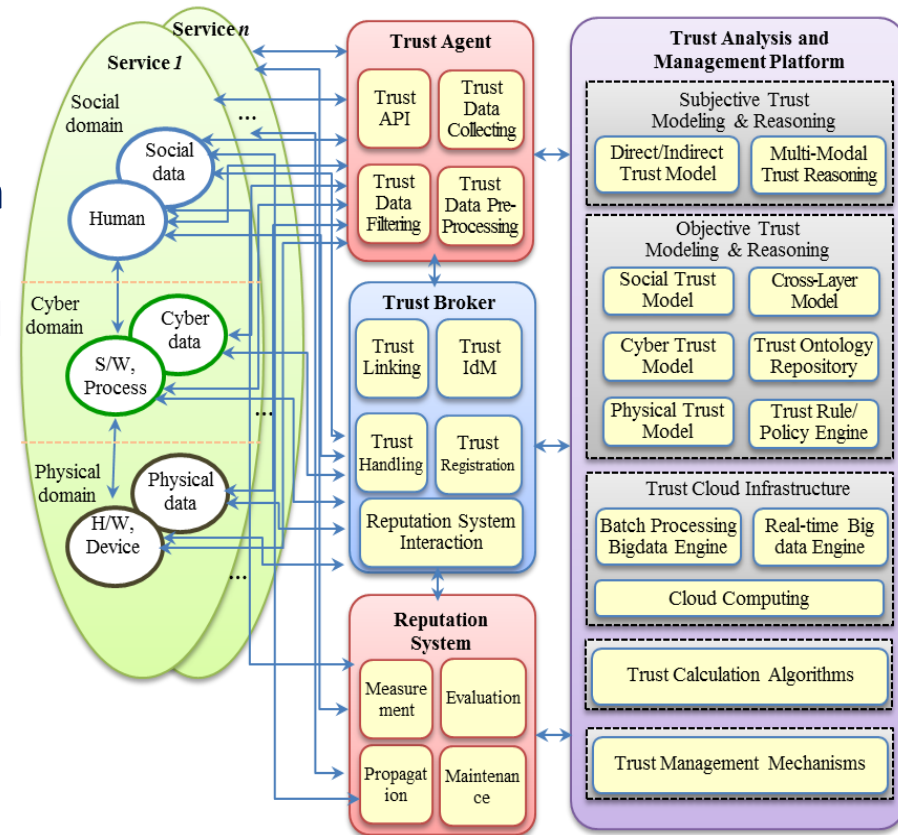 Service n
Service 1
Social
domain
...
Social
data
Human
Cyber
domain
Cyber
data
S/W,
Process
...
Physical
domain
Physical
data
H/W,
Device
...
Trust Agent
Trust
API
Trust
Data
Collecting
Trust
Data
Filtering
Trust
Data Pre-
Processing
Trust Broker
Trust
Linking
Trust
IdM
Trust
Handling
Trust
Registration
Reputation System
Interaction
Reputation
System
Measure
ment
Evaluation
Propagat
ion
Maintenan
ce
Trust Analysis and
Management Platform
Subjective Trust
Modeling & Reasoning
Direct/Indirect
Trust Model
Multi-Modal
Trust Reasoning
Objective Trust
Modeling & Reasoning
Social Trust
Model
Cross-Layer
Model
Cyber Trust
Model
Trust Ontology
Repository
Physical Trust
Model
Trust Rule/
Policy Engine
Trust Cloud Infrastructure
Batch Processing
Bigdata Engine
Real-time Big
data Engine
Cloud Computing
Trust Calculation Algorithms
Trust Management Mechanisms